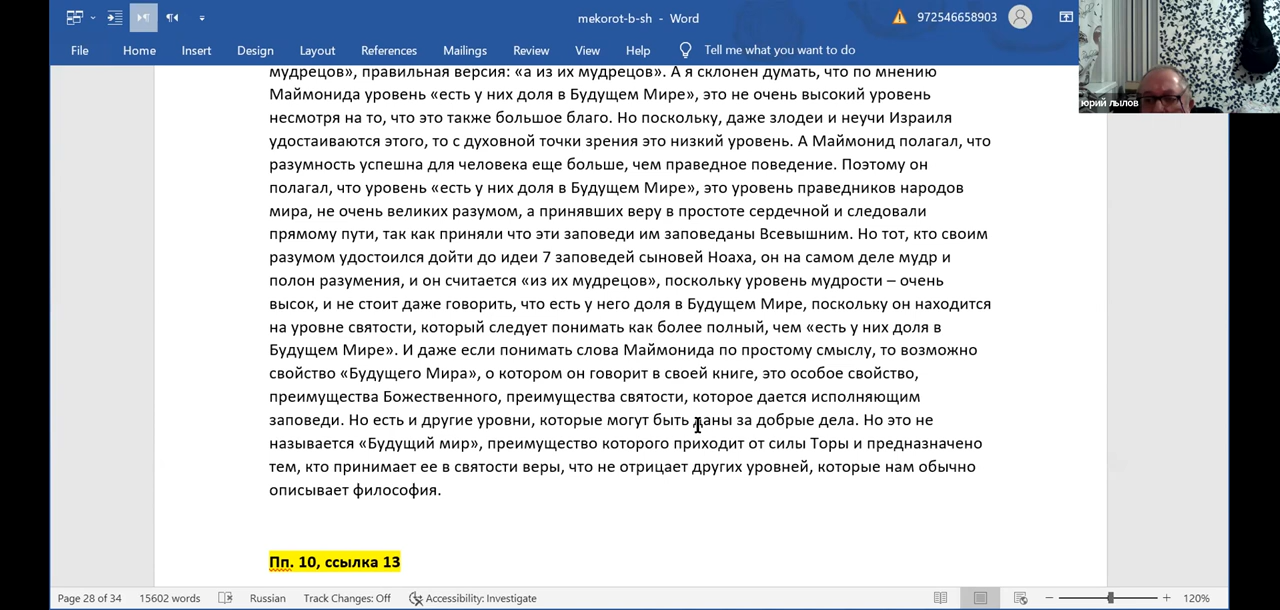 mekorot-b-sh - Word
972546658903
File Home Insert Design Layout References Mailings Review View Help Tell me what you want to do
юрий лылов
мудрецов», правильная версия: «а из их мудрецов». А я склонен думать, что по мнению
Маймонида уровень «есть у них доля в Будущем Мире», это не очень высокий уровень
несмотря на то, что это также большое благо. Но поскольку, даже злодеи и неучи Израиля
удостаиваются этого, то с духовной точки зрения это низкий уровень. А Маймонид полагал, что
разумность успешна для человека еще больше, чем праведное поведение. Поэтому он
полагал, что уровень «есть у них доля в Будущем Мире», это уровень праведников народов
мира, не очень великих разумом, а принявших веру в простоте сердечной и следовали
прямому пути, так как приняли что эти заповеди им заповеданы Всевышним. Но тот, кто своим
разумом удостоился дойти до идеи 7 заповедей сыновей Ноаха, он на самом деле мудр и
полон разумения, и он считается «из их мудрецов», поскольку уровень мудрости – очень
высок, и не стоит даже говорить, что есть у него доля в Будущем Мире, поскольку он находится
на уровне святости, который следует понимать как более полный, чем «есть у них доля в
Будущем Мире». И даже если понимать слова Маймонида по простому смыслу, то возможно
свойство «Будущего Мира», о котором он говорит в своей книге, это особое свойство,
преимущества Божественного, преимущества святости, которое дается исполняющим
заповеди. Но есть и другие уровни, которые могут быть даны за добрые дела. Но это не
называется «Будущий мир», преимущество которого приходит от силы Торы и предназначено
тем, кто принимает ее в святости веры, что не отрицает других уровней, которые нам обычно
описывает философия.
Пп. 10, ссылка 13
Page 28 of 34 15602 words Russian Track Changes: Off Accessibility: Investigate 120%